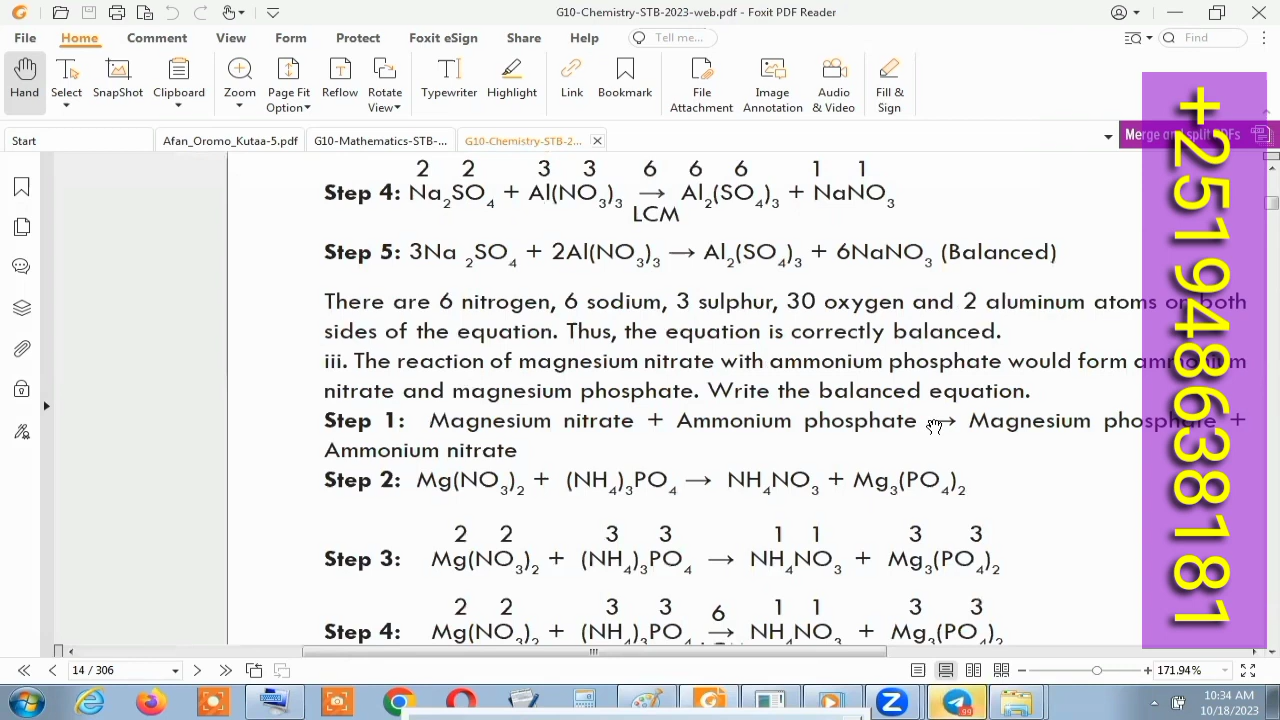 G10-Chemistry-STB-2023-web.pdf - Foxit PDF Reader
File Home Comment View Form Protect Foxit eSign Share Help Tell me... Find
Hand Select SnapShot Clipboard Zoom Page Fit Option Reflow Rotate View Typewriter Highlight Link Bookmark File Attachment Image Annotation Audio & Video Fill & Sign
Start Afan_Oromo_Kutaa-5.pdf G10-Mathematics-STB-... G10-Chemistry-STB-2... Merge and split PDFs
2 2 3 3 6 6 6 1 1
Step 4: Na₂SO₄ + Al(NO₃)₃ → Al₂(SO₄)₃ + NaNO₃
LCM
Step 5: 3Na ₂SO₄ + 2Al(NO₃)₃ → Al₂(SO₄)₃ + 6NaNO₃ (Balanced)
There are 6 nitrogen, 6 sodium, 3 sulphur, 30 oxygen and 2 aluminum atoms on both
sides of the equation. Thus, the equation is correctly balanced.
iii. The reaction of magnesium nitrate with ammonium phosphate would form ammonium
nitrate and magnesium phosphate. Write the balanced equation.
Step 1: Magnesium nitrate + Ammonium phosphate → Magnesium phosphate +
Ammonium nitrate
Step 2: Mg(NO₃)₂ + (NH₄)₃PO₄ → NH₄NO₃ + Mg₃(PO₄)₂
2 2 3 3 1 1 3 3
Step 3: Mg(NO₃)₂ + (NH₄)₃PO₄ → NH₄NO₃ + Mg₃(PO₄)₂
2 2 3 3 6 1 1 3 3
Step 4: Mg(NO₃)₂ + (NH₄)₃PO₄ → NH₄NO₃ + Mg₃(PO₄)₂
+251948638181
14 / 306 171.94%
10:34 AM
10/18/2023